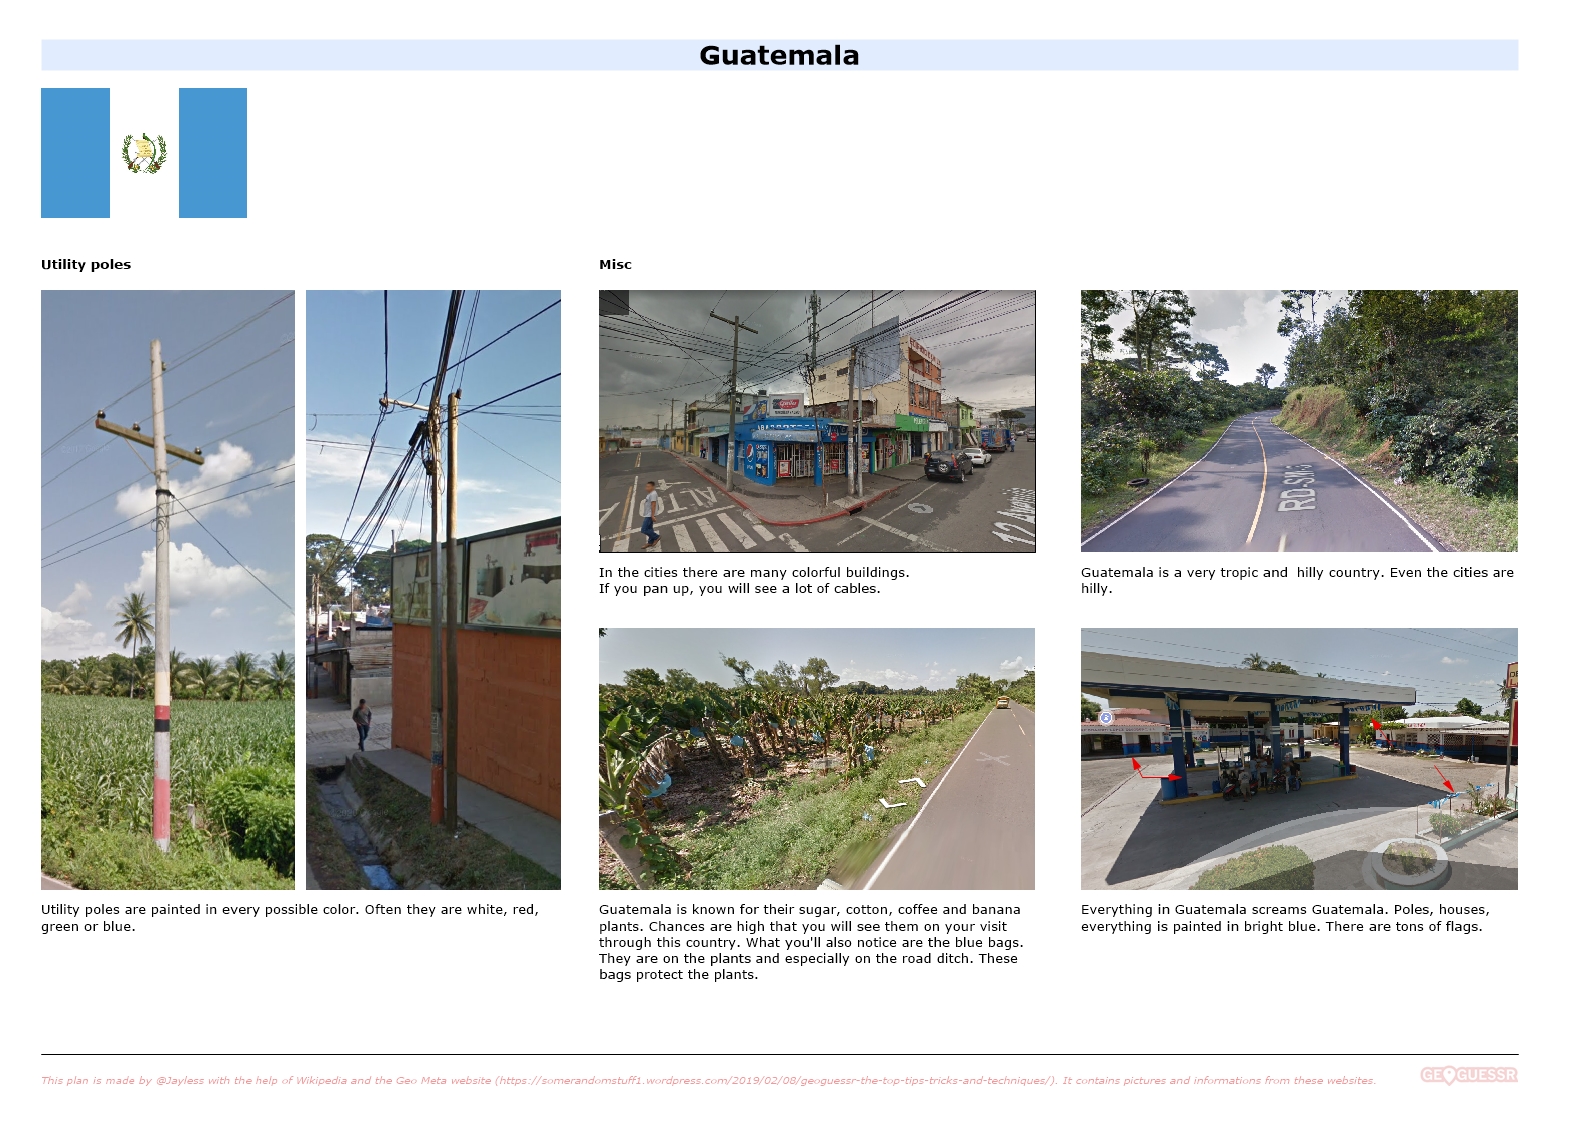 Guatemala
Utility poles
Misc
ALTO
12 Avenida
RD-SM-3
In the cities there are many colorful buildings.
If you pan up, you will see a lot of cables.
Guatemala is a very tropic and  hilly country. Even the cities are
hilly.
Utility poles are painted in every possible color. Often they are white, red,
green or blue.
Guatemala is known for their sugar, cotton, coffee and banana
plants. Chances are high that you will see them on your visit
through this country. What you'll also notice are the blue bags.
They are on the plants and especially on the road ditch. These
bags protect the plants.
Everything in Guatemala screams Guatemala. Poles, houses,
everything is painted in bright blue. There are tons of flags.
This plan is made by @Jayless with the help of Wikipedia and the Geo Meta website (https://somerandomstuff1.wordpress.com/2019/02/08/geoguessr-the-top-tips-tricks-and-techniques/). It contains pictures and informations from these websites.
GEOGUESSR